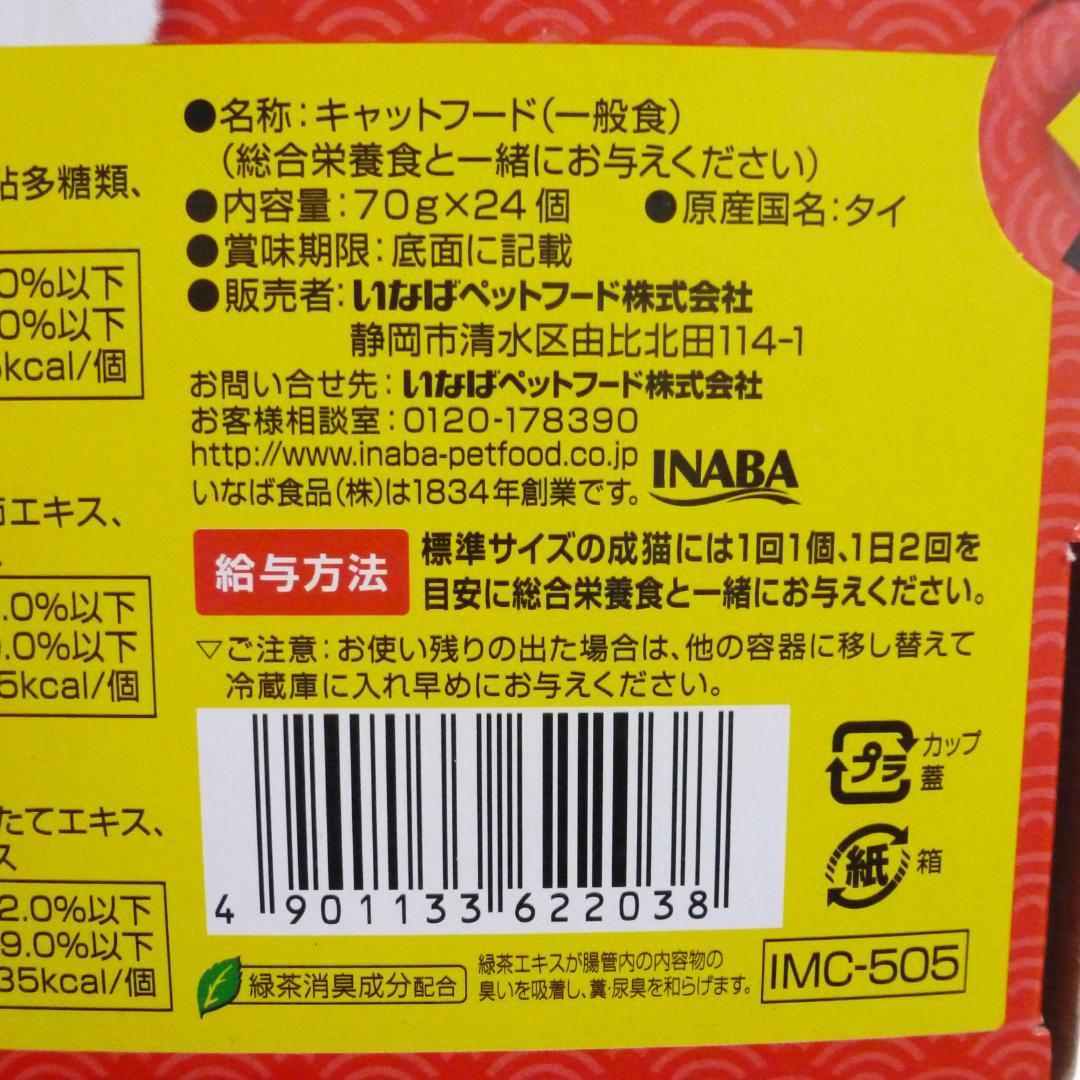 ●名称：キャットフード（一般食）
（総合栄養食と一緒にお与えください）
●内容量：70g×24個 ●原産国名：タイ
●賞味期限：底面に記載
●販売者：いなばペットフード株式会社
静岡市清水区由比北田114-1
お問い合せ先：いなばペットフード株式会社
お客様相談室：0120-178390
http://www.inaba-petfood.co.jp
いなば食品（株）は1834年創業です。
INABA
給与方法
標準サイズの成猫には1回1個、1日2回を
目安に総合栄養食と一緒にお与えください。
▽ご注意：お使い残りの出た場合は、他の容器に移し替えて
冷蔵庫に入れ早めにお与えください。
多糖類、
0%以下
0%以下
kcal/個
エキス、
.0%以下
.0%以下
5kcal/個
たてエキス、
ス
2.0%以下
9.0%以下
35kcal/個
4 901133 622038
プラ
カップ
蓋
紙
箱
緑茶消臭成分配合
緑茶エキスが腸管内の内容物の
臭いを吸着し、糞・尿臭を和らげます。
IMC-505